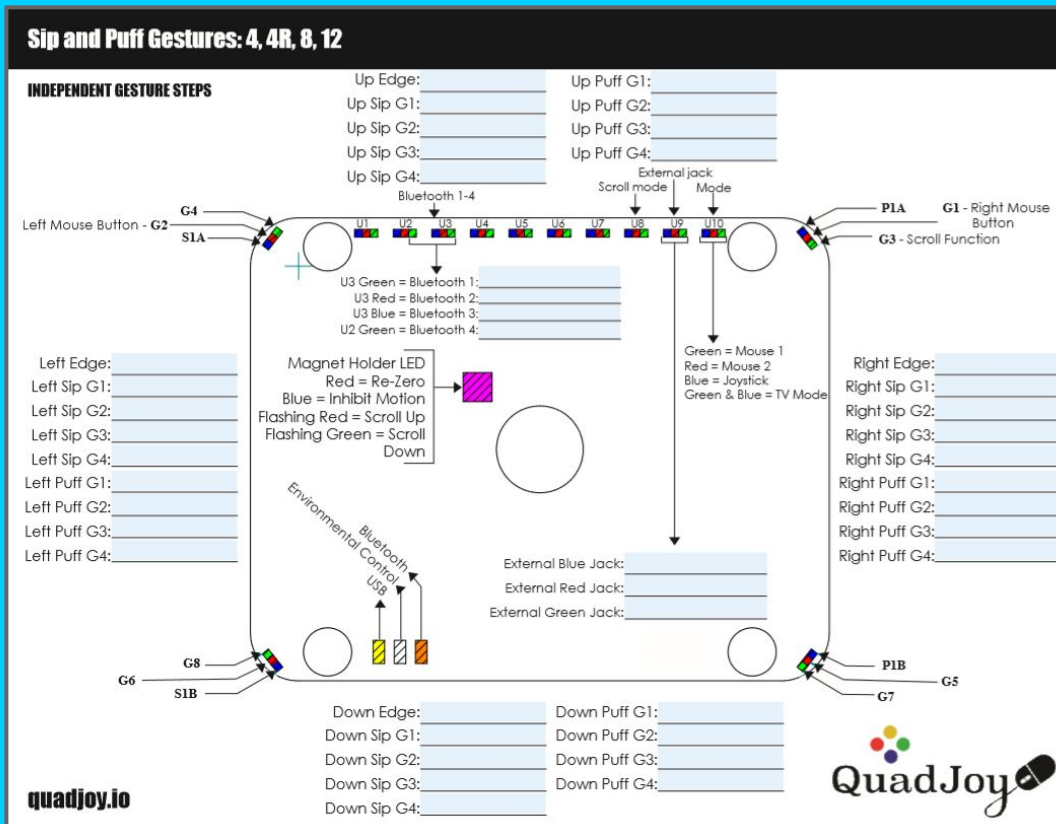 Sip and Puff Gestures: 4, 4R, 8, 12
INDEPENDENT GESTURE STEPS
Up Edge:
Up Sip G1:
Up Sip G2:
Up Sip G3:
Up Sip G4:
Up Puff G1:
Up Puff G2:
Up Puff G3:
Up Puff G4:
Bluetooth 1-4
External jack
Scroll mode
Mode
G4
Left Mouse Button - G2
S1A
P1A
G1 - Right Mouse
Button
G3 - Scroll Function
U1 U2 U3 U4 U5 U6 U7 U8 U9 U10
U3 Green = Bluetooth 1:
U3 Red = Bluetooth 2:
U3 Blue = Bluetooth 3:
U2 Green = Bluetooth 4:
Green = Mouse 1
Red = Mouse 2
Blue = Joystick
Green & Blue = TV Mode
Magnet Holder LED
Red = Re-Zero
Blue = Inhibit Motion
Flashing Red = Scroll Up
Flashing Green = Scroll
Down
Left Edge:
Left Sip G1:
Left Sip G2:
Left Sip G3:
Left Sip G4:
Left Puff G1:
Left Puff G2:
Left Puff G3:
Left Puff G4:
Right Edge:
Right Sip G1:
Right Sip G2:
Right Sip G3:
Right Sip G4:
Right Puff G1:
Right Puff G2:
Right Puff G3:
Right Puff G4:
Environmental Control
Bluetooth
USB
External Blue Jack:
External Red Jack:
External Green Jack:
G8
G6
S1B
P1B
G5
G7
Down Edge:
Down Sip G1:
Down Sip G2:
Down Sip G3:
Down Sip G4:
Down Puff G1:
Down Puff G2:
Down Puff G3:
Down Puff G4:
quadjoy.io
QuadJoy